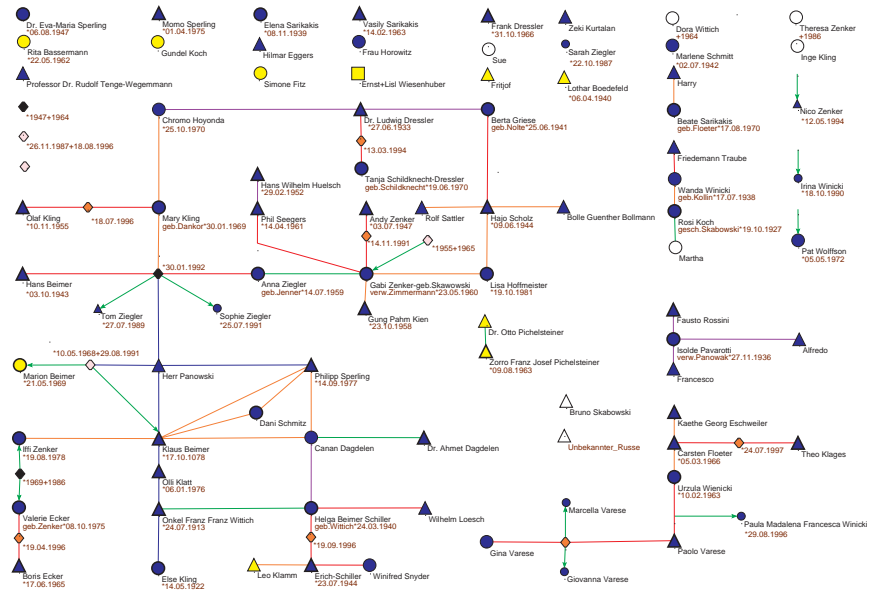 Dr. Eva-Maria Sperling
*06.08.1947
Momo Sperling
*01.04.1975
Elena Sarikakis
*08.11.1939
Vasily Sarikakis
*14.02.1963
Frank Dressler
*31.10.1966
Zeki Kurtalan
Dora Wittich
+1964
Theresa Zenker
+1986
Rita Bassermann
*22.05.1962
Gundel Koch
Hilmar Eggers
Frau Horowitz
Sue
Sarah Ziegler
*22.10.1987
Marlene Schmitt
*02.07.1942
Inge Kling
Professor Dr. Rudolf Tenge-Wegemmann
Simone Fitz
Ernst+Lisl Wiesenhuber
Fritjof
Lothar Boedefeld
*06.04.1940
Harry
Nico Zenker
*12.05.1994
*1947+1964
Chromo Hoyonda
*25.10.1970
Dr. Ludwig Dressler
*27.06.1933
Berta Griese
geb.Nolte*25.06.1941
Beate Sarikakis
geb.Floeter*17.08.1970
*26.11.1987+18.08.1996
*13.03.1994
Friedemann Traube
Tanja Schildknecht-Dressler
geb.Schildknecht*19.06.1970
Hans Wilhelm Huelsch
*29.02.1952
Wanda Winicki
geb.Kollin*17.07.1938
Irina Winicki
*18.10.1990
Olaf Kling
*10.11.1955
*18.07.1996
Mary Kling
geb.Dankor*30.01.1969
Phil Seegers
*14.04.1961
Andy Zenker
*03.07.1947
Rolf Sattler
Hajo Scholz
*09.06.1944
Bolle Guenther Bollmann
Rosi Koch
gesch.Skabowski*19.10.1927
*14.11.1991
*1955+1965
Martha
Pat Wolffson
*05.05.1972
*30.01.1992
Hans Beimer
*03.10.1943
Anna Ziegler
geb.Jenner*14.07.1959
Gabi Zenker-geb.Skawowski
verw.Zimmermann*23.05.1960
Lisa Hoffmeister
*19.10.1981
Tom Ziegler
*27.07.1989
Sophie Ziegler
*25.07.1991
Gung Pahm Kien
*23.10.1958
Fausto Rossini
Dr. Otto Pichelsteiner
Isolde Pavarotti
verw.Panowak*27.11.1936
Alfredo
*10.05.1968+29.08.1991
Zorro Franz Josef Pichelsteiner
*09.08.1963
Marion Beimer
*21.05.1969
Herr Panowski
Philipp Sperling
*14.09.1977
Francesco
Dani Schmitz
Bruno Skabowski
Kaethe Georg Eschweiler
Iffi Zenker
*19.08.1978
Klaus Beimer
*17.10.1078
Canan Dagdelen
Dr. Ahmet Dagdelen
Unbekannter_Russe
Carsten Floeter
*05.03.1966
*24.07.1997
Theo Klages
*1969+1986
Olli Klatt
*06.01.1976
Urzula Wienicki
*10.02.1963
Valerie Ecker
geb.Zenker*08.10.1975
Onkel Franz Franz Wittich
*24.07.1913
Helga Beimer Schiller
geb.Wittich*24.03.1940
Wilhelm Loesch
Marcella Varese
Paula Madalena Francesca Winicki
*29.08.1996
*19.04.1996
*19.09.1996
Gina Varese
Paolo Varese
Boris Ecker
*17.06.1965
Else Kling
*14.05.1922
Leo Klamm
Erich-Schiller
*23.07.1944
Winifred Snyder
Giovanna Varese